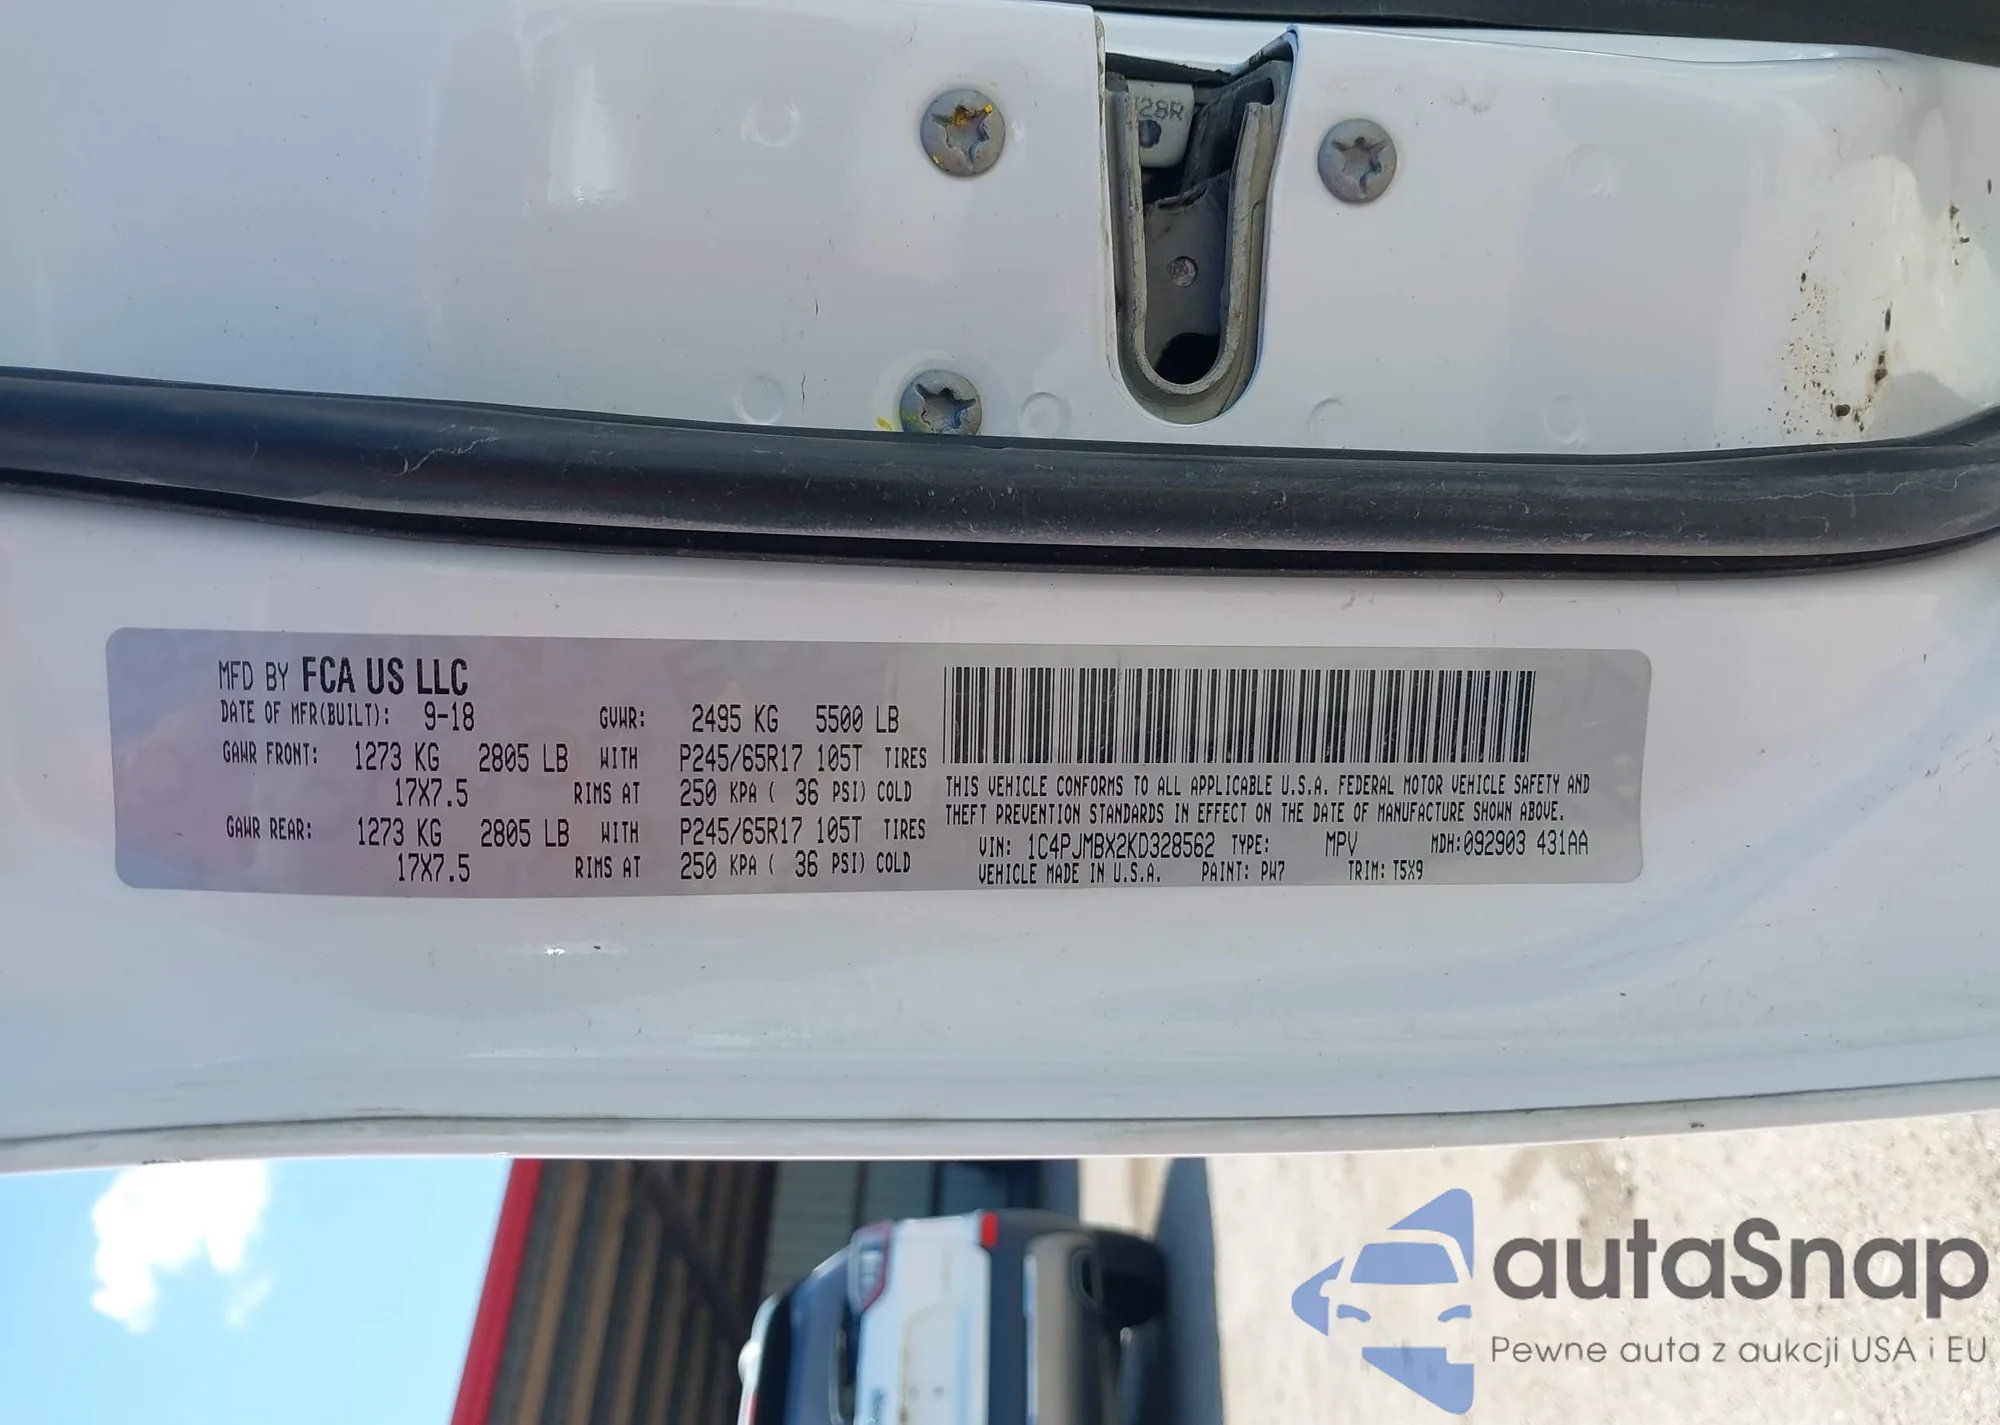 28R
MFD BY FCA US LLC
DATE OF MFR(BUILT): 9-18 GVWR: 2495 KG 5500 LB
GAWR FRONT: 1273 KG 2805 LB WITH P245/65R17 105T TIRES
17X7.5 RIMS AT 250 KPA ( 36 PSI) COLD
GAWR REAR: 1273 KG 2805 LB WITH P245/65R17 105T TIRES
17X7.5 RIMS AT 250 KPA ( 36 PSI) COLD
THIS VEHICLE CONFORMS TO ALL APPLICABLE U.S.A. FEDERAL MOTOR VEHICLE SAFETY AND
THEFT PREVENTION STANDARDS IN EFFECT ON THE DATE OF MANUFACTURE SHOWN ABOVE.
VIN: 1C4PJMBX2KD328562 TYPE: MPV MDH:092903 431AA
VEHICLE MADE IN U.S.A. PAINT: PW7 TRIM: T5X9
autaSnap
Pewne auta z aukcji USA i EU